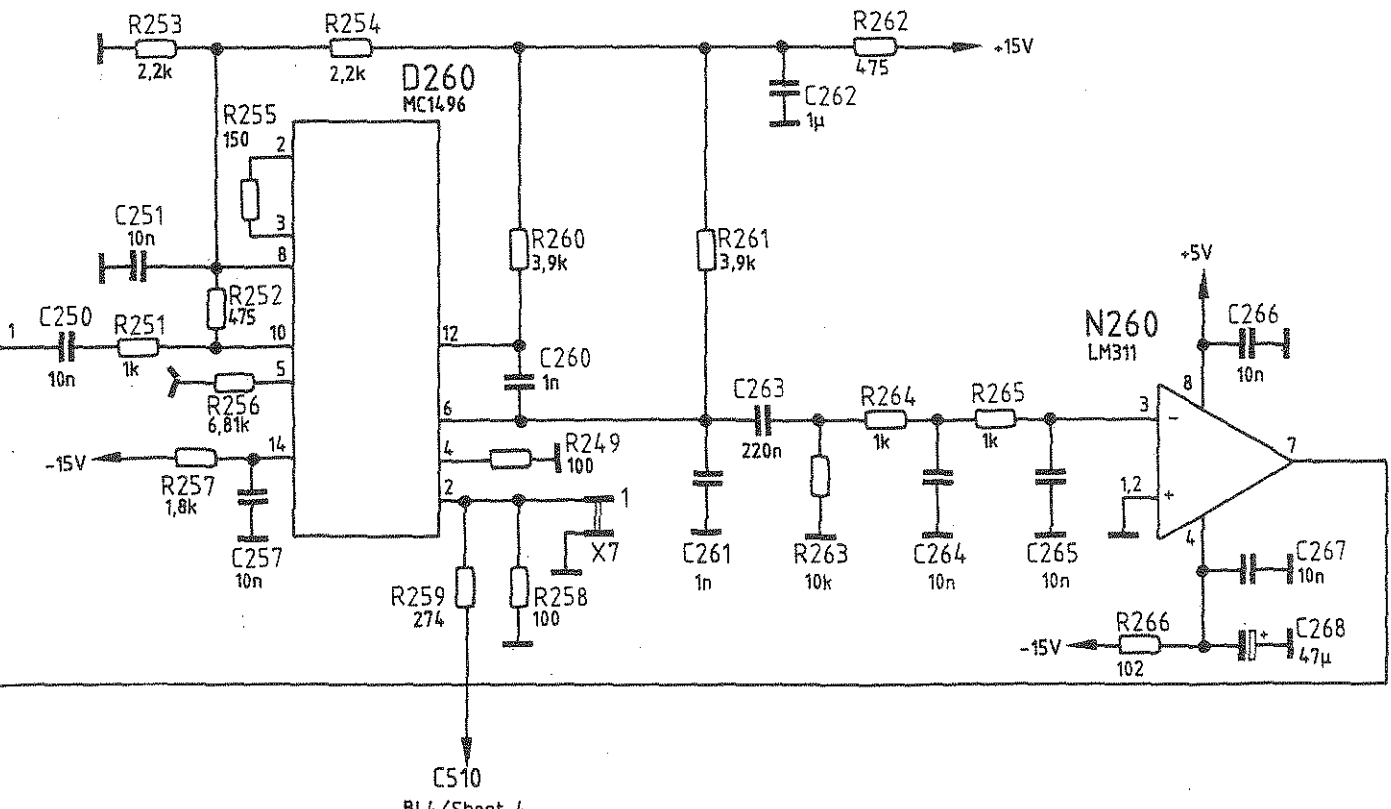 R253
2,2k
R254
2,2k
R262
475
+15V
D260
MC1496
C262
1µ
R255
150
2
3
C251
10n
8
R252
475
1
C250
10n
R251
1k
10
5
R256
6,81k
-15V
R257
1,8k
14
C257
10n
R260
3,9k
R261
3,9k
12
C260
1n
6
4
R249
100
2
1
X7
R259
274
R258
100
C261
1n
C263
220n
R263
10k
R264
1k
C264
10n
R265
1k
C265
10n
N260
LM311
+5V
C266
10n
8
3
-
1,2
+
7
4
C267
10n
-15V
R266
102
+
C268
47µ
C510